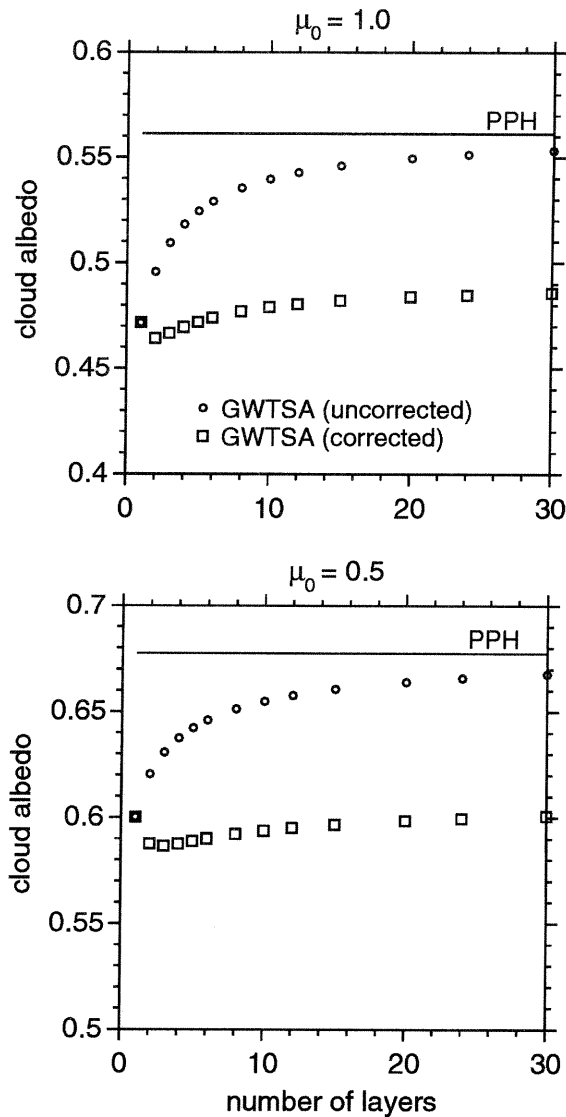 μ₀ = 1.0
0.6
PPH
0.55
0.5
cloud albedo
0.45
GWTSA (uncorrected)
GWTSA (corrected)
0.4
0 10 20 30
μ₀ = 0.5
0.7
PPH
0.65
0.6
cloud albedo
0.55
0.5
0 10 20 30
number of layers